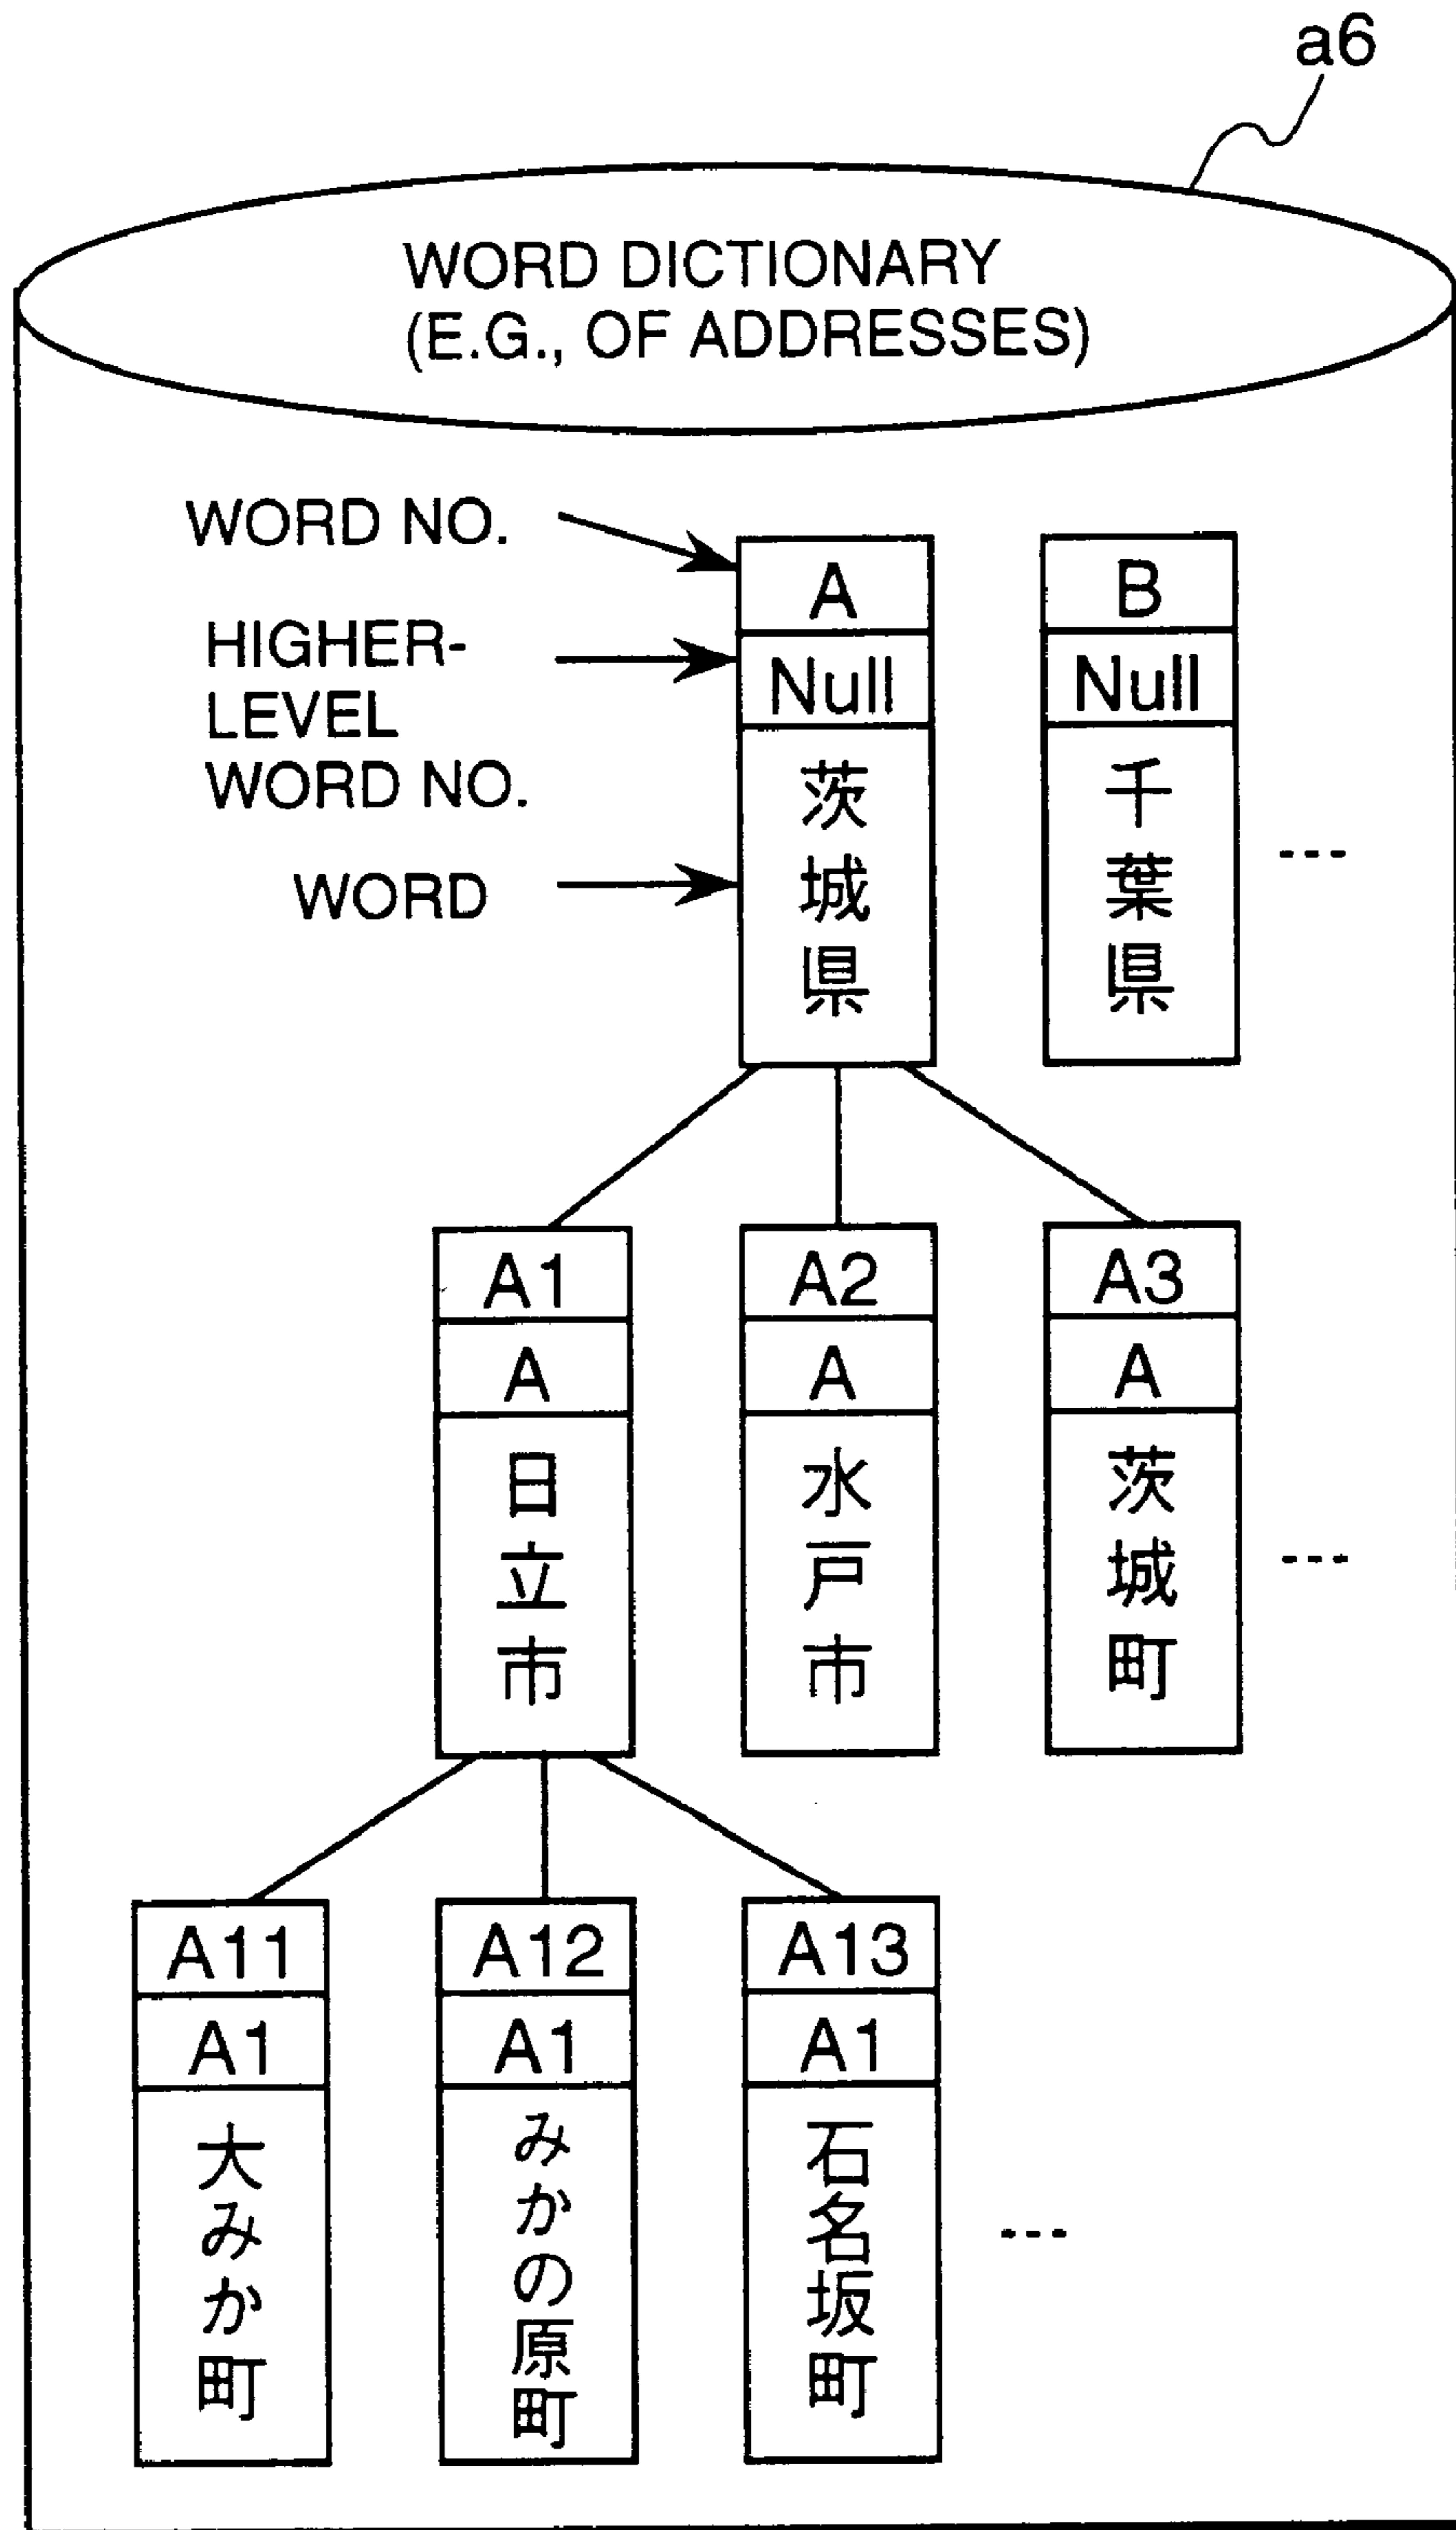 a6
WORD DICTIONARY
(E.G., OF ADDRESSES)
WORD NO.
HIGHER-
LEVEL
WORD NO.
WORD
A
Null
茨城県
B
Null
千葉県
---
A1
A
日立市
A2
A
水戸市
A3
A
茨城町
---
A11
A1
大みか町
A12
A1
みかの原町
A13
A1
石名坂町
---